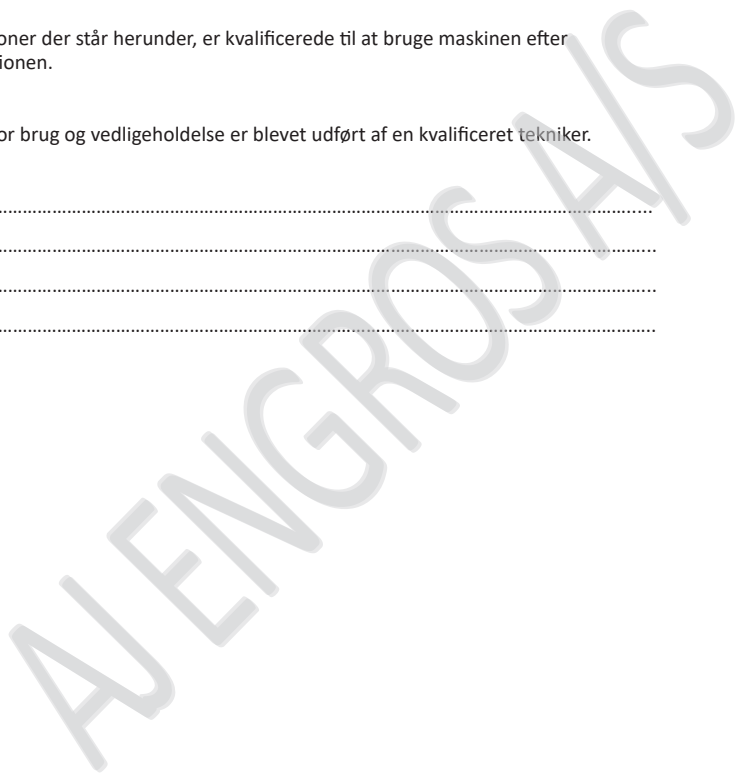 oner der står herunder, er kvalificerede til at bruge maskinen efter
ionen.
or brug og vedligeholdelse er blevet udført af en kvalificeret tekniker.
................................................................................................................................
................................................................................................................................
................................................................................................................................
................................................................................................................................
AJ ENGROS A/S